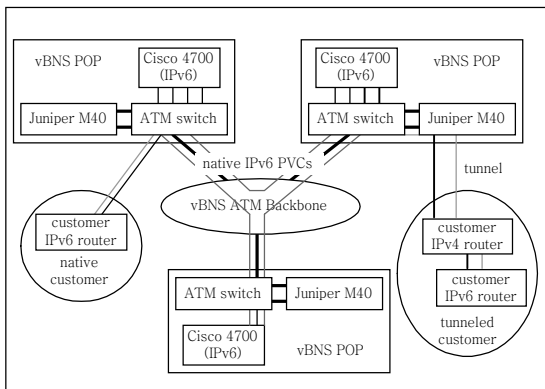 vBNS POP
Cisco 4700
(IPv6)
Juniper M40
ATM switch
Cisco 4700
(IPv6)
vBNS POP
ATM switch
Juniper M40
native IPv6 PVCs
tunnel
vBNS ATM Backbone
customer
IPv6 router
native
customer
customer
IPv4 router
customer
IPv6 router
tunneled
customer
ATM switch
Juniper M40
Cisco 4700
(IPv6)
vBNS POP